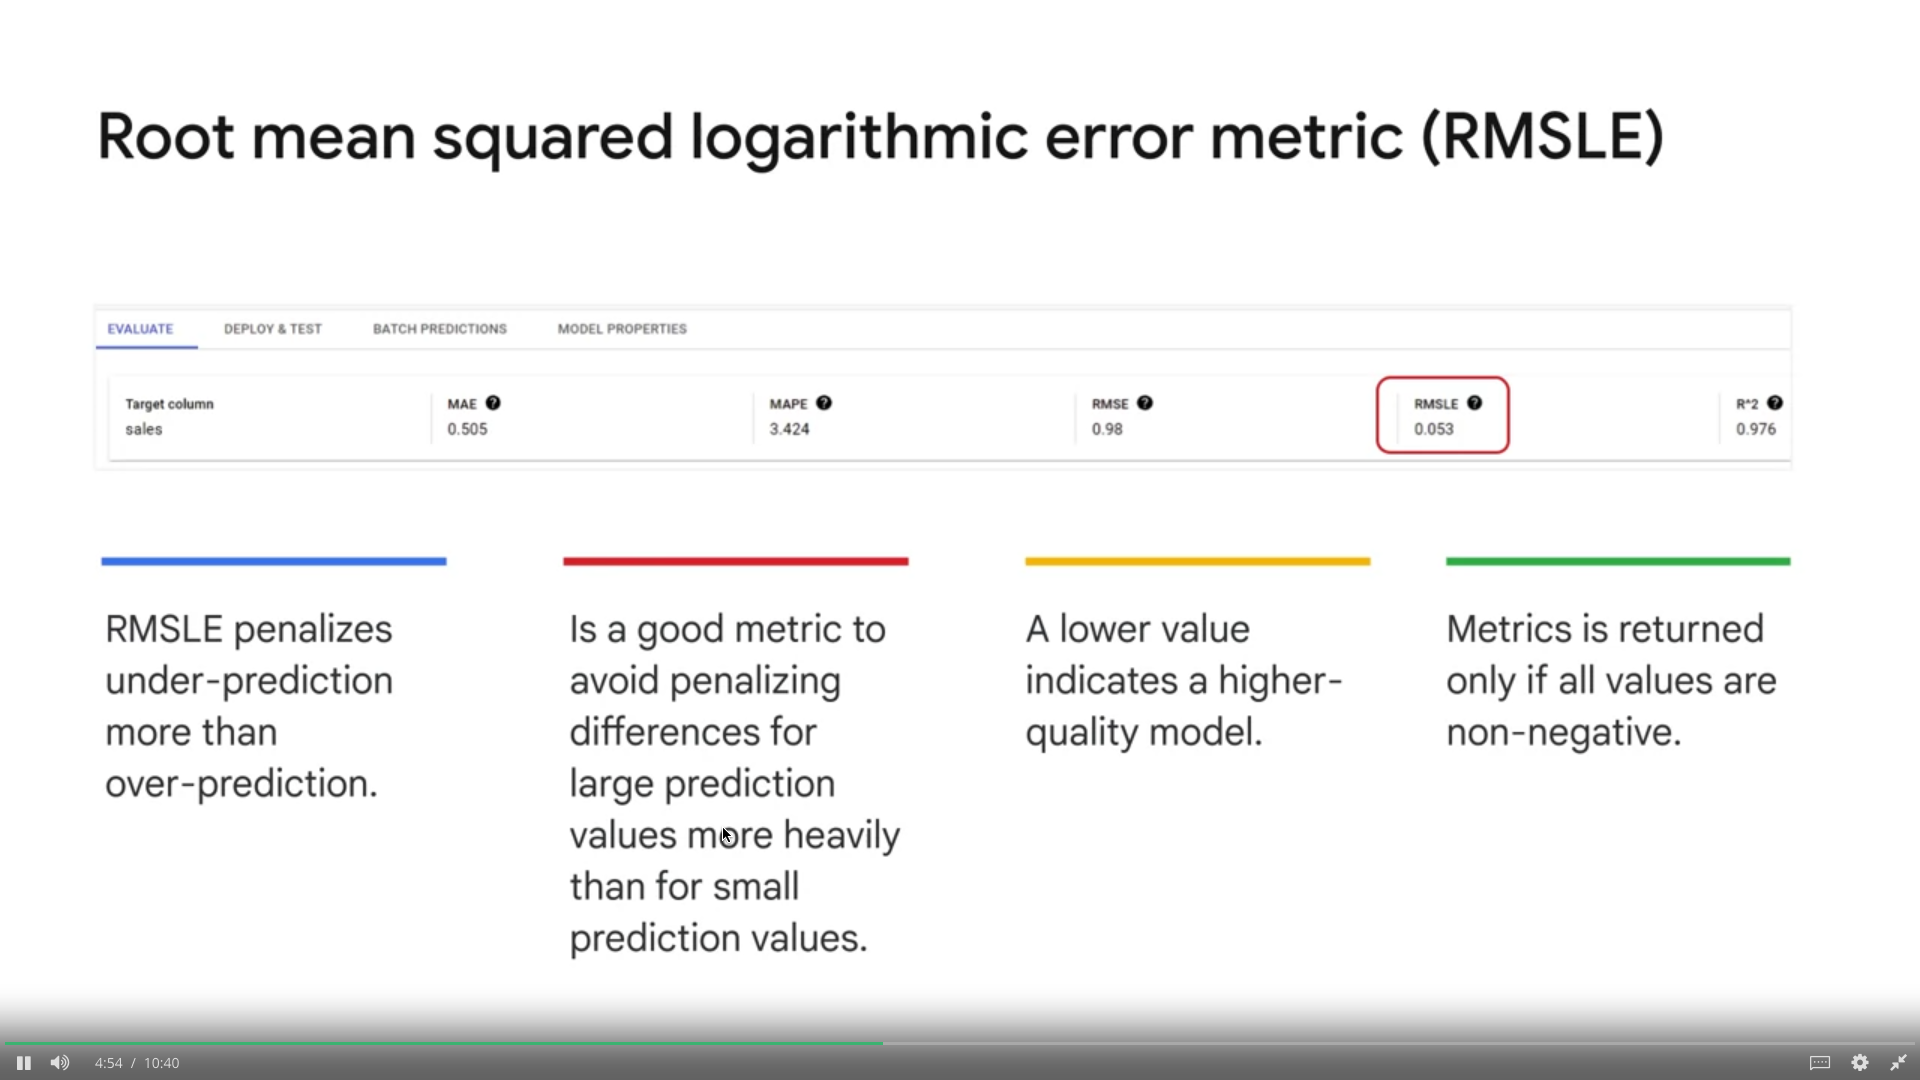 Root mean squared logarithmic error metric (RMSLE)
EVALUATE DEPLOY & TEST BATCH PREDICTIONS MODEL PROPERTIES
Target column MAE MAPE RMSE RMSLE R^2
sales 0.505 3.424 0.98 0.053 0.976
RMSLE penalizes
under-prediction
more than
over-prediction.
Is a good metric to
avoid penalizing
differences for
large prediction
values more heavily
than for small
prediction values.
A lower value
indicates a higher-
quality model.
Metrics is returned
only if all values are
non-negative.
4:54 / 10:40